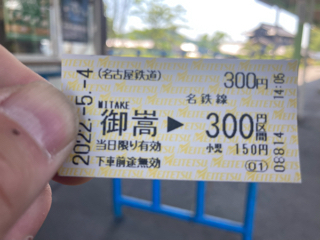 (名古屋鉄道) 300円
MITAKE 名鉄線
御嵩▶300円区間
当日限り有効 小児 150円
下車前途無効 01
2022.-5.-4
14:05
08814